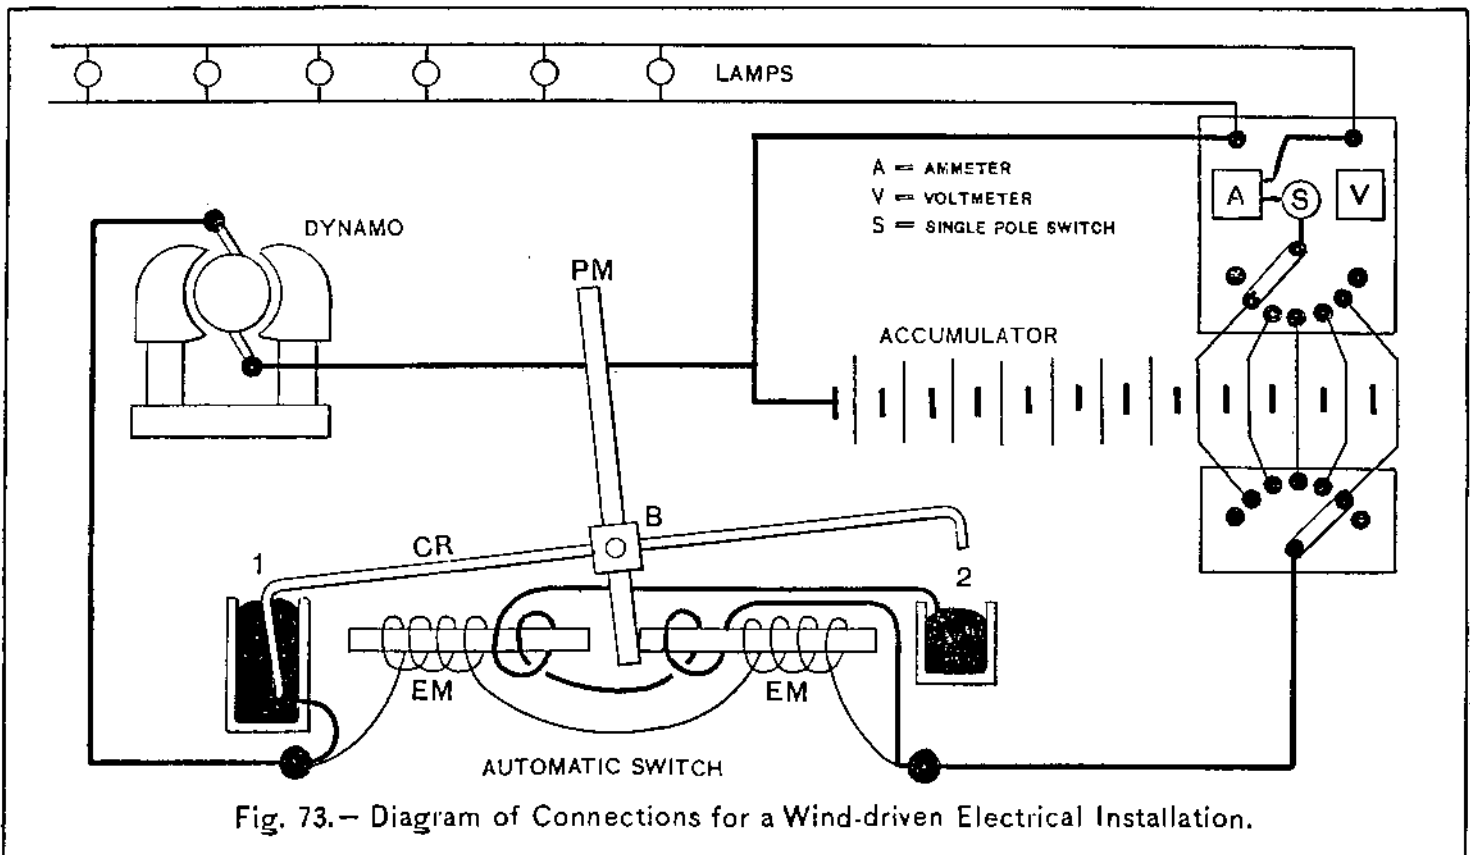 LAMPS
A = AMMETER
V = VOLTMETER
S = SINGLE POLE SWITCH
A
S
V
DYNAMO
PM
ACCUMULATOR
B
CR
1
2
EM
EM
AUTOMATIC SWITCH
Fig. 73.— Diagram of Connections for a Wind-driven Electrical Installation.